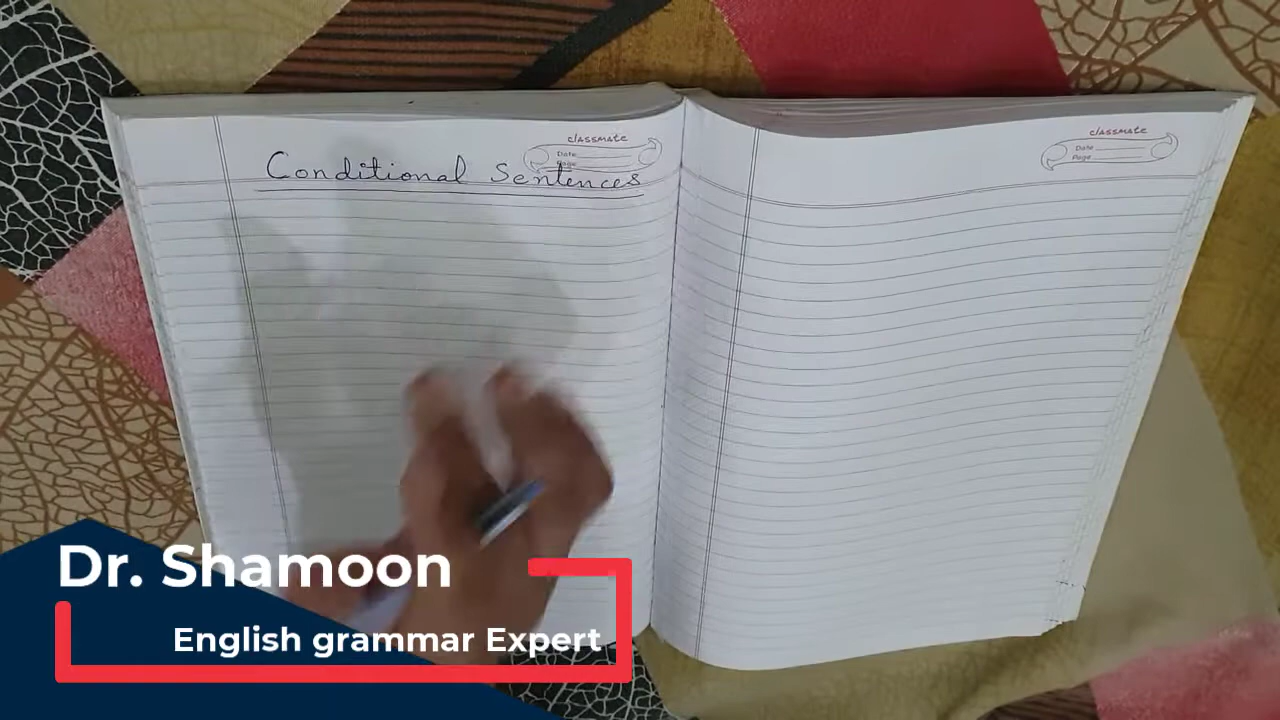 classmate
Date
Page
Conditional Sentences
classmate
Date
Page
Dr. Shamoon
English grammar Expert